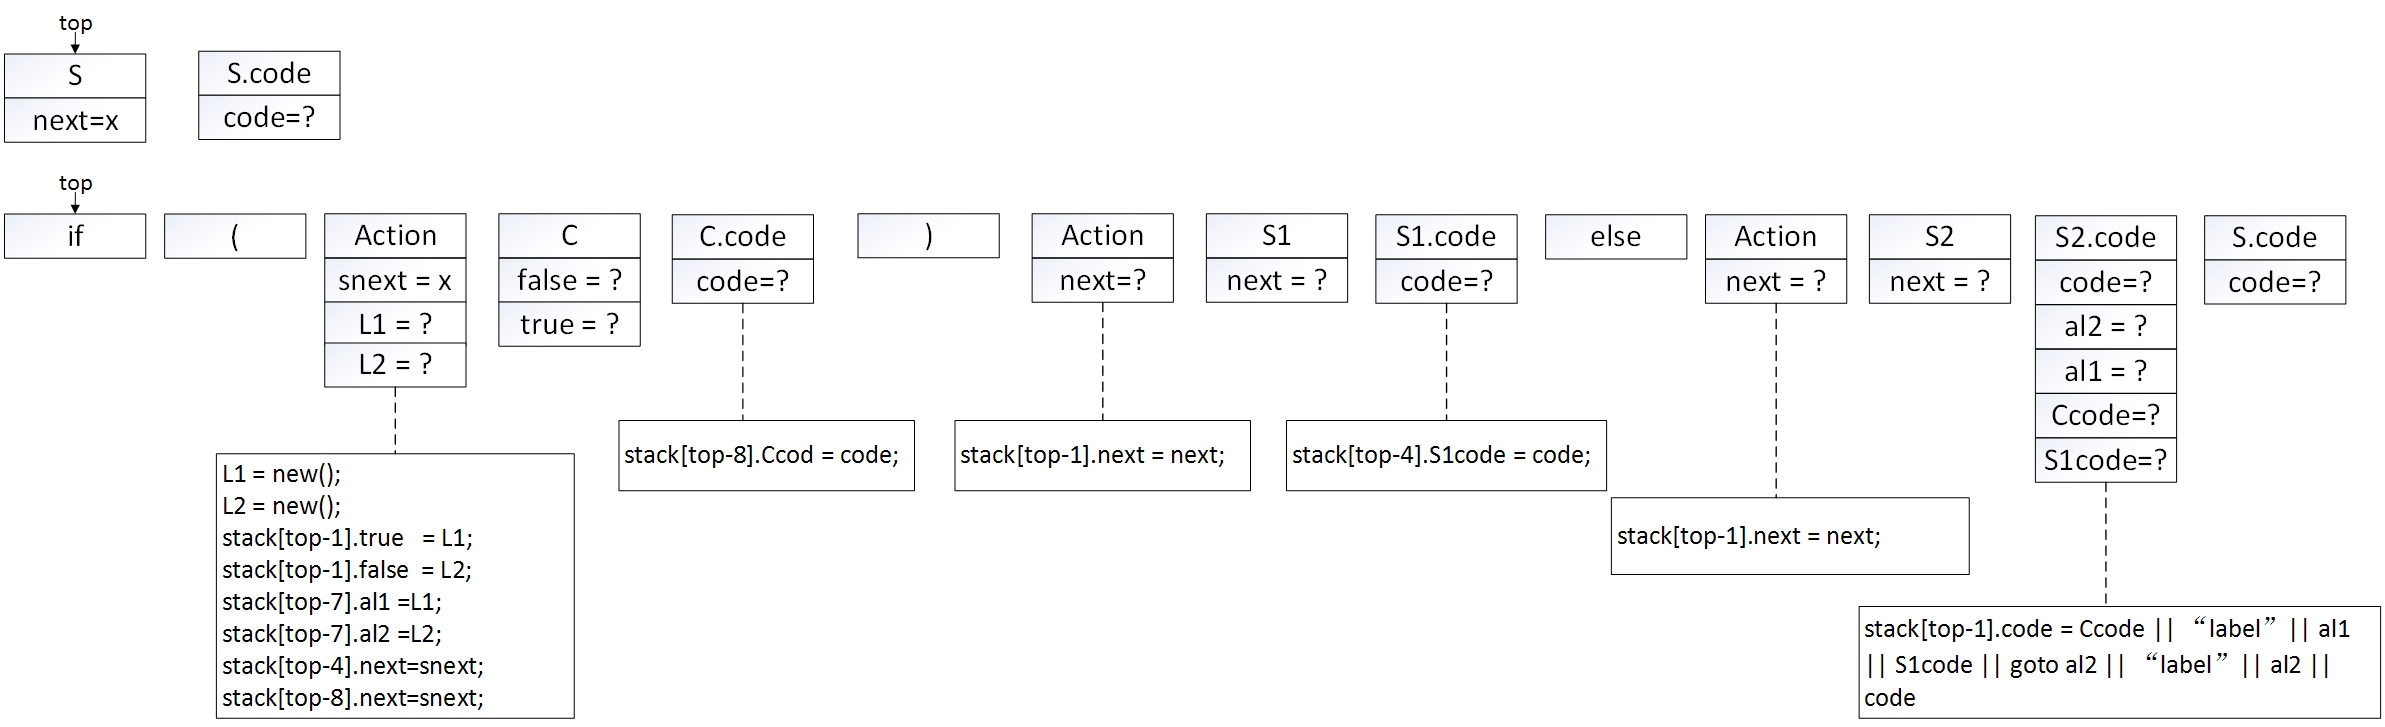 top
S
next=x
S.code
code=?
top
if
(
Action
snext = x
L1 = ?
L2 = ?
C
false = ?
true = ?
C.code
code=?
)
Action
next=?
S1
next = ?
S1.code
code=?
else
Action
next = ?
S2
next = ?
S2.code
code=?
al2 = ?
al1 = ?
Ccode=?
S1code=?
S.code
code=?
L1 = new();
L2 = new();
stack[top-1].true = L1;
stack[top-1].false = L2;
stack[top-7].al1 =L1;
stack[top-7].al2 =L2;
stack[top-4].next=snext;
stack[top-8].next=snext;
stack[top-8].Ccod = code;
stack[top-1].next = next;
stack[top-4].S1code = code;
stack[top-1].next = next;
stack[top-1].code = Ccode || “label” || al1
|| S1code || goto al2 || “label” || al2 ||
code